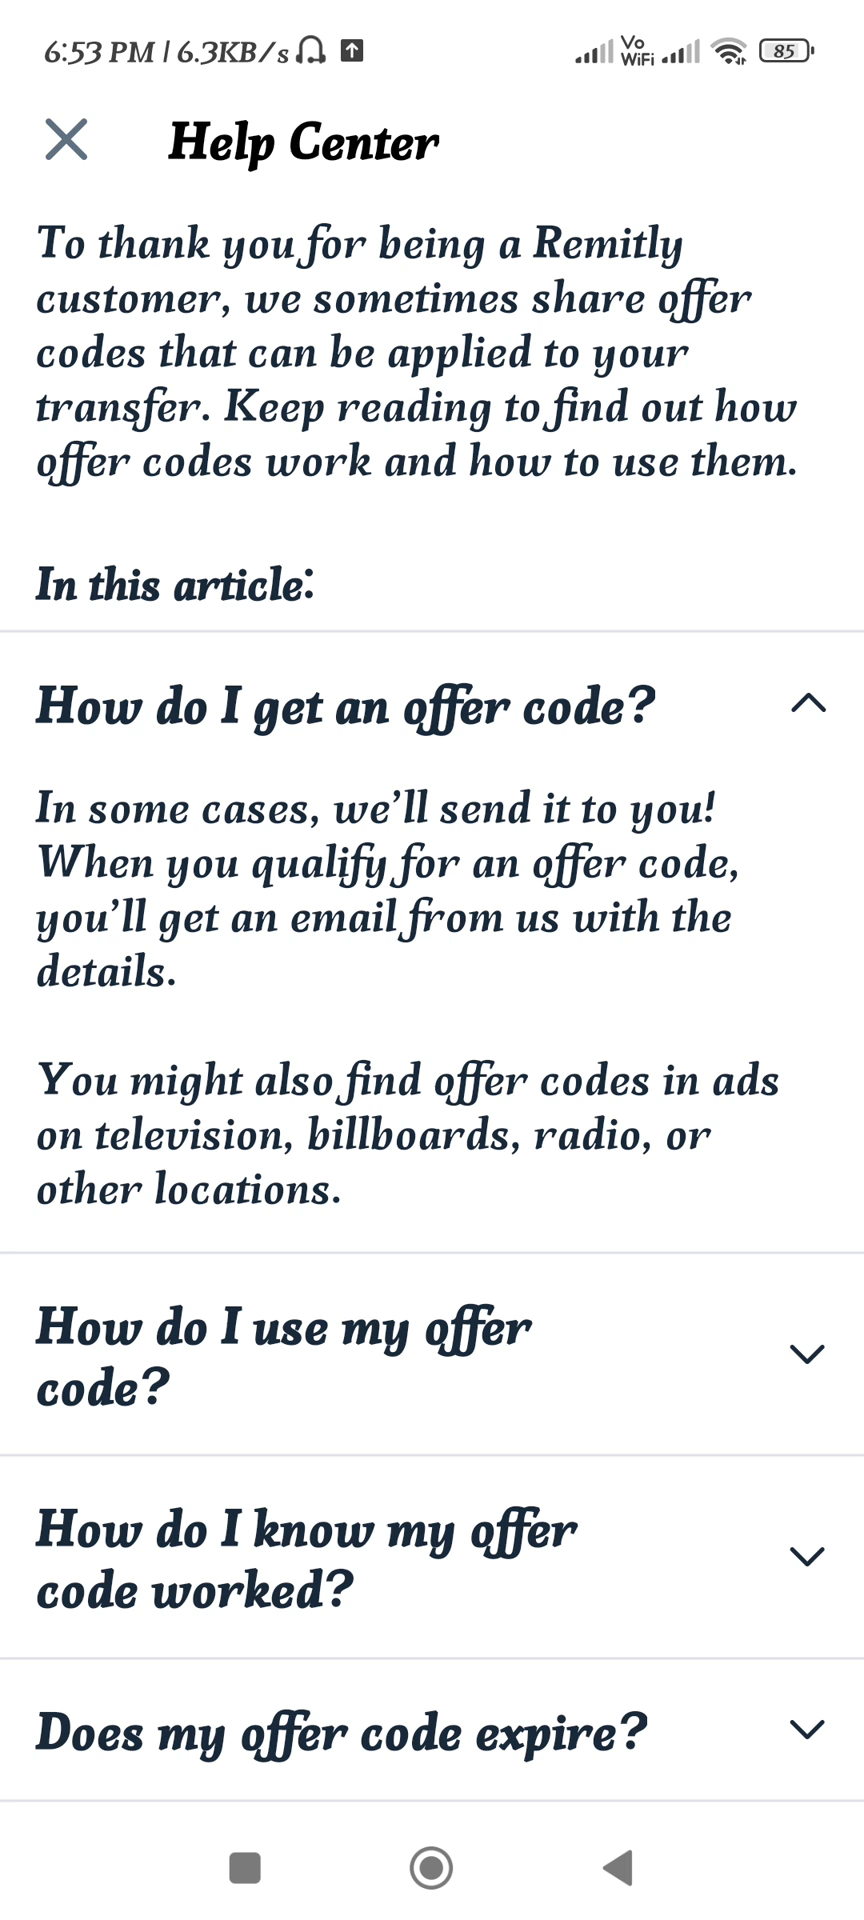 6:53 PM | 6.3KB/s
Vo
WiFi
85
Help Center
To thank you for being a Remitly
customer, we sometimes share offer
codes that can be applied to your
transfer. Keep reading to find out how
offer codes work and how to use them.
In this article:
How do I get an offer code?
In some cases, we’ll send it to you!
When you qualify for an offer code,
you’ll get an email from us with the
details.
You might also find offer codes in ads
on television, billboards, radio, or
other locations.
How do I use my offer
code?
How do I know my offer
code worked?
Does my offer code expire?